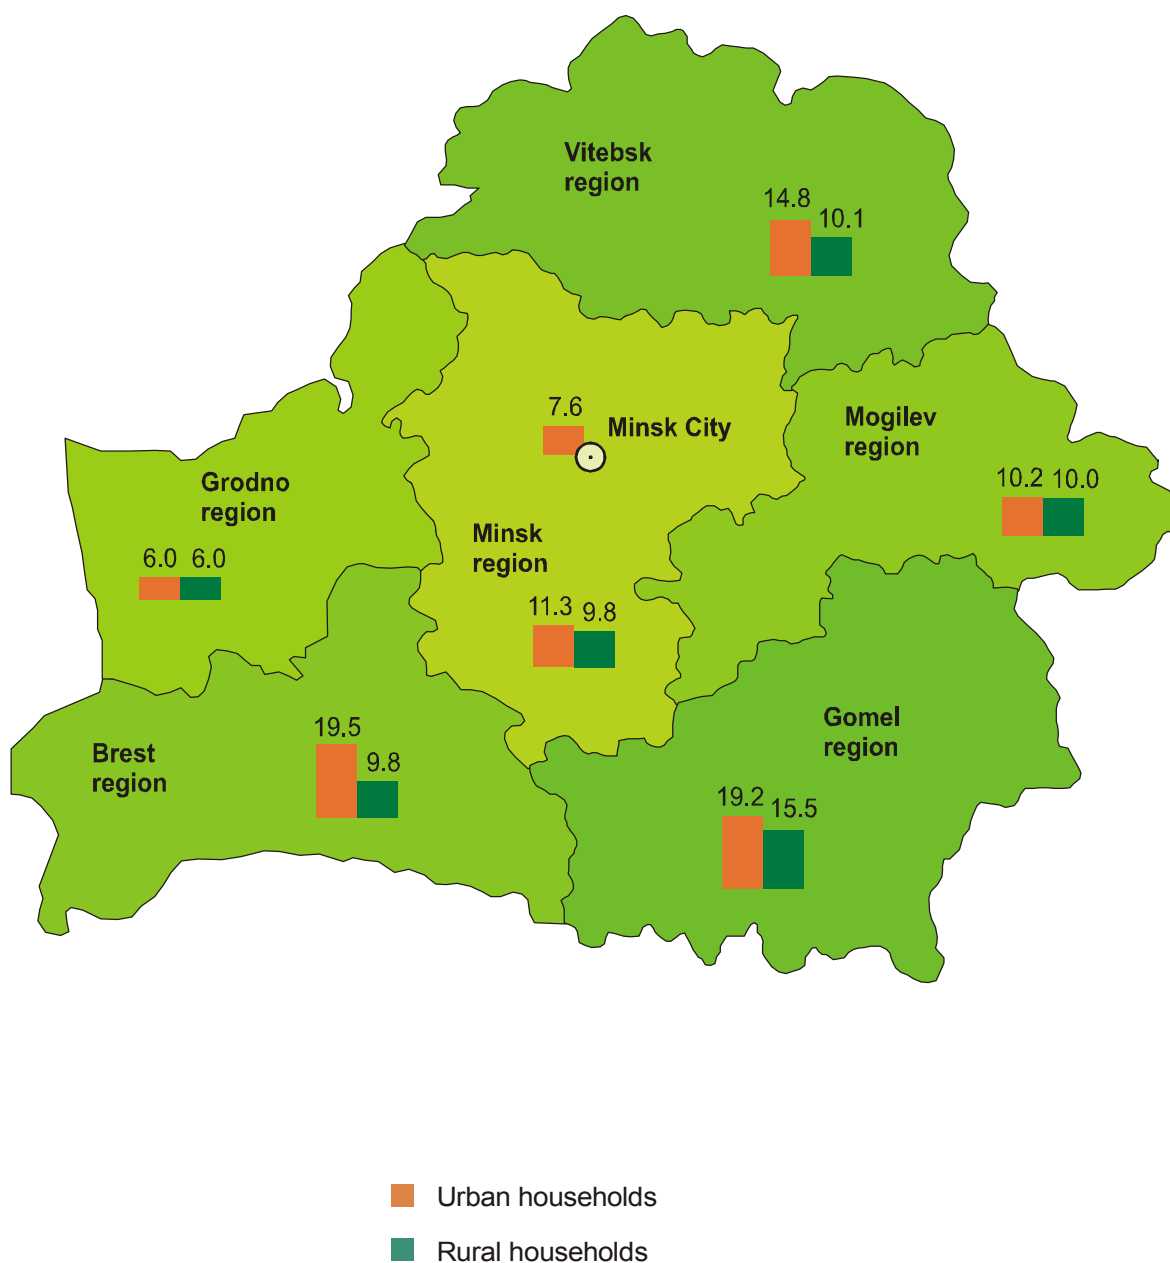 Vitebsk
region
14.8
10.1
7.6
Minsk City
Mogilev
region
10.2 10.0
Grodno
region
6.0 6.0
Minsk
region
11.3 9.8
Brest
region
19.5
9.8
Gomel
region
19.2
15.5
Urban households
Rural households